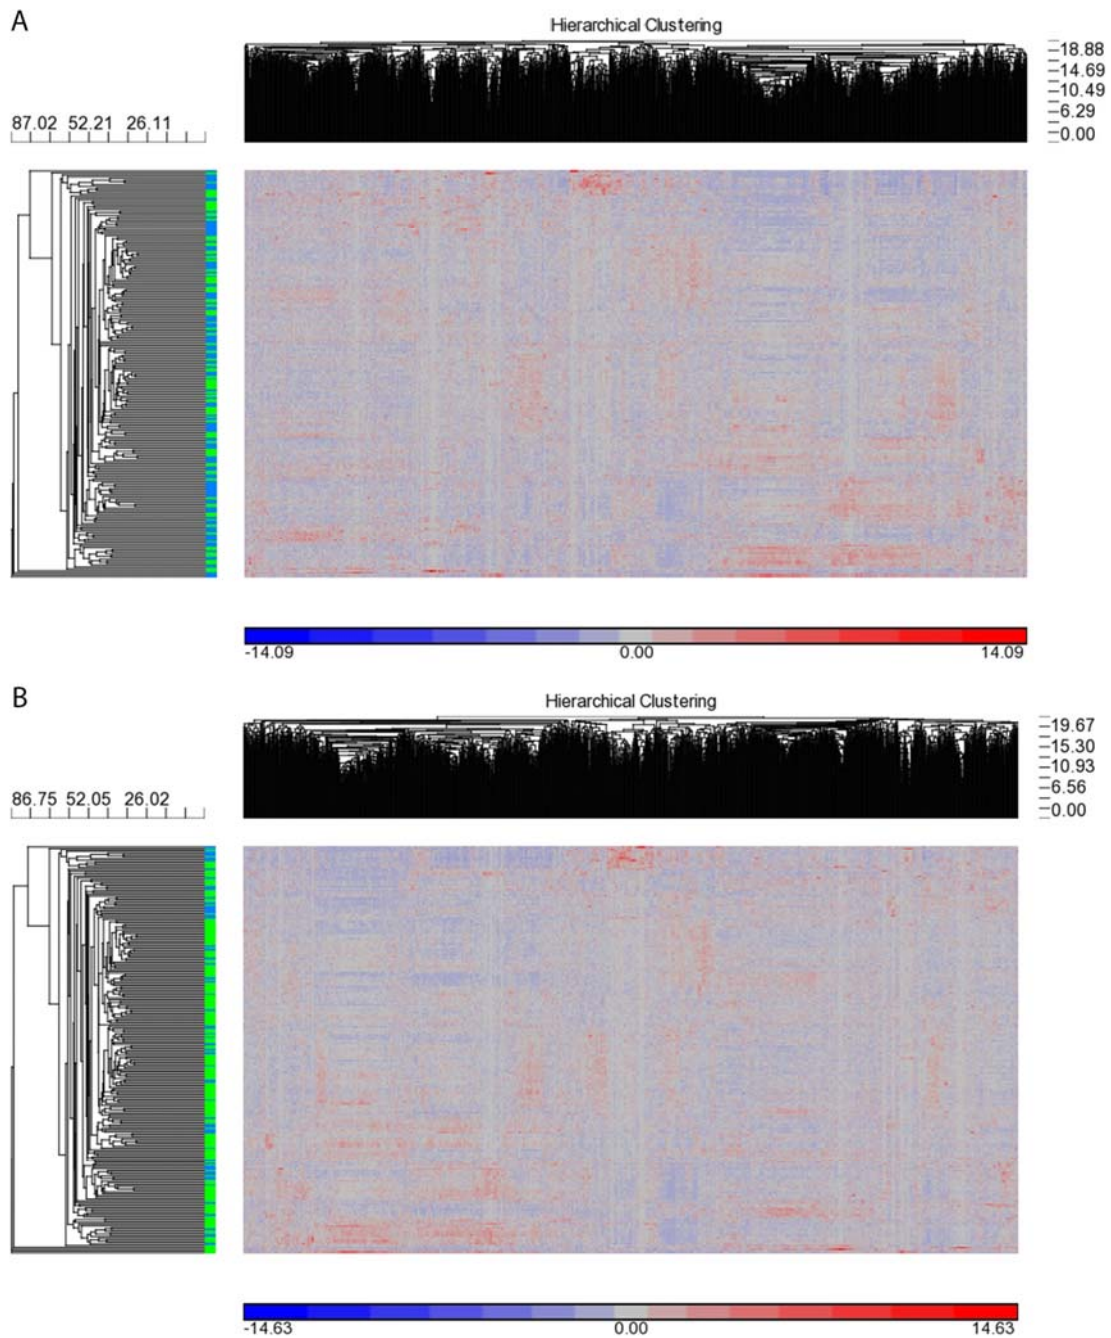 A
Hierarchical Clustering
18.88
14.69
10.49
6.29
0.00
87.02 52.21 26.11
-14.09 0.00 14.09
B
Hierarchical Clustering
19.67
15.30
10.93
6.56
0.00
86.75 52.05 26.02
-14.63 0.00 14.63